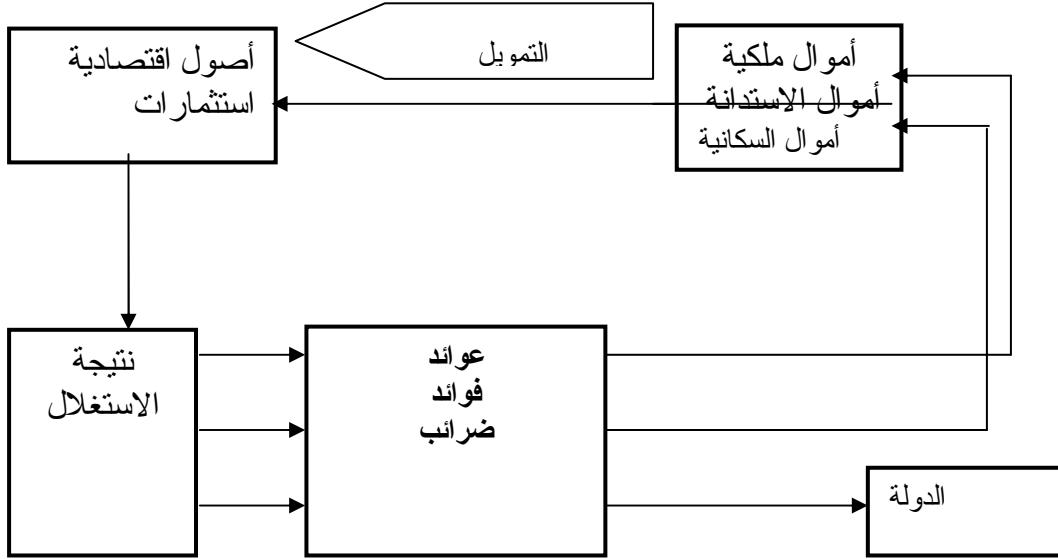 أموال ملكية
أموال الاستدانة
أموال السكانية
التمويل
أصول اقتصادية
استثمارات
نتيجة
الاستغلال
عوائد
فوائد
ضرائب
الدولة